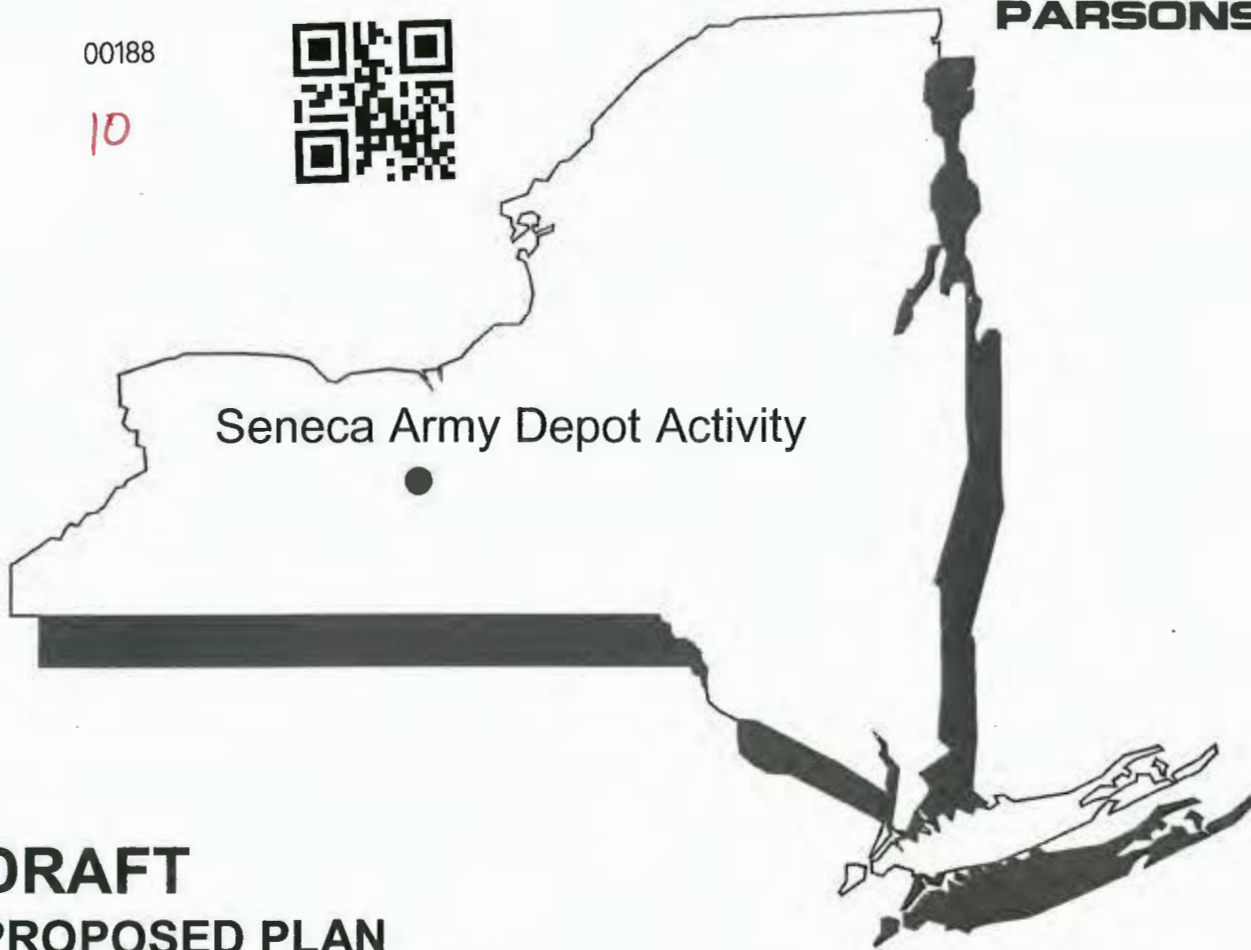 PARSONS
00188
10
Seneca Army Depot Activity
DRAFT
PROPOSED PLAN